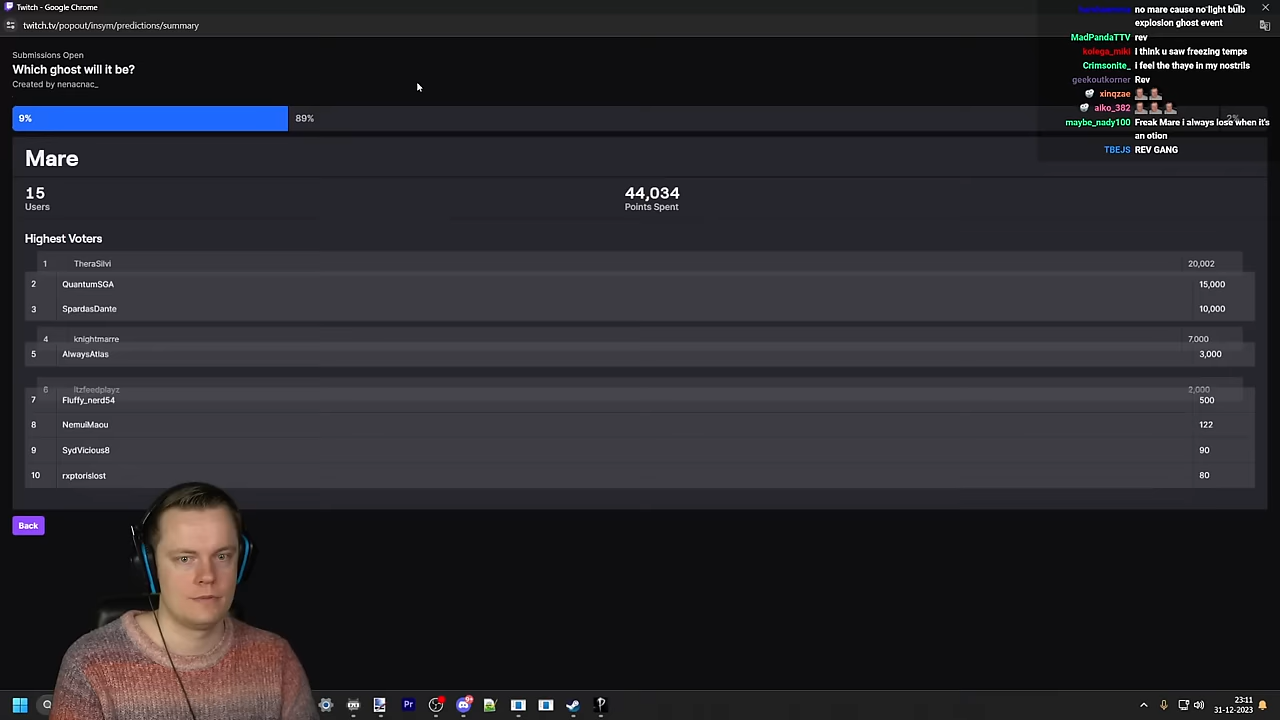 Twitch - Google Chrome
twitch.tv/popout/insym/predictions/summary
Submissions Open
Which ghost will it be?
Created by nenacnac_
9%
89%
2%
Mare
15
Users
44,034
Points Spent
Highest Voters
1 TheraSilvi 20,002
2 QuantumSGA 15,000
3 SpardasDante 10,000
4 knightmarre 7,000
5 AlwaysAtlas 3,000
6 Itzfeedplayz 2,000
7 Fluffy_nerd54 500
8 NemuiMaou 122
9 SydVicious8 90
10 rxptorislost 80
Back
no mare cause no light bulb
explosion ghost event
MadPandaTTV rev
kolega_miki I think u saw freezing temps
Crimsonite_ i feel the thaye in my nostrils
geekoutkorner Rev
xinqzae
aiko_382
maybe_nady100 Freak Mare i always lose when it's
an otion
TBEJS REV GANG
Pr
23:11
31-12-2023